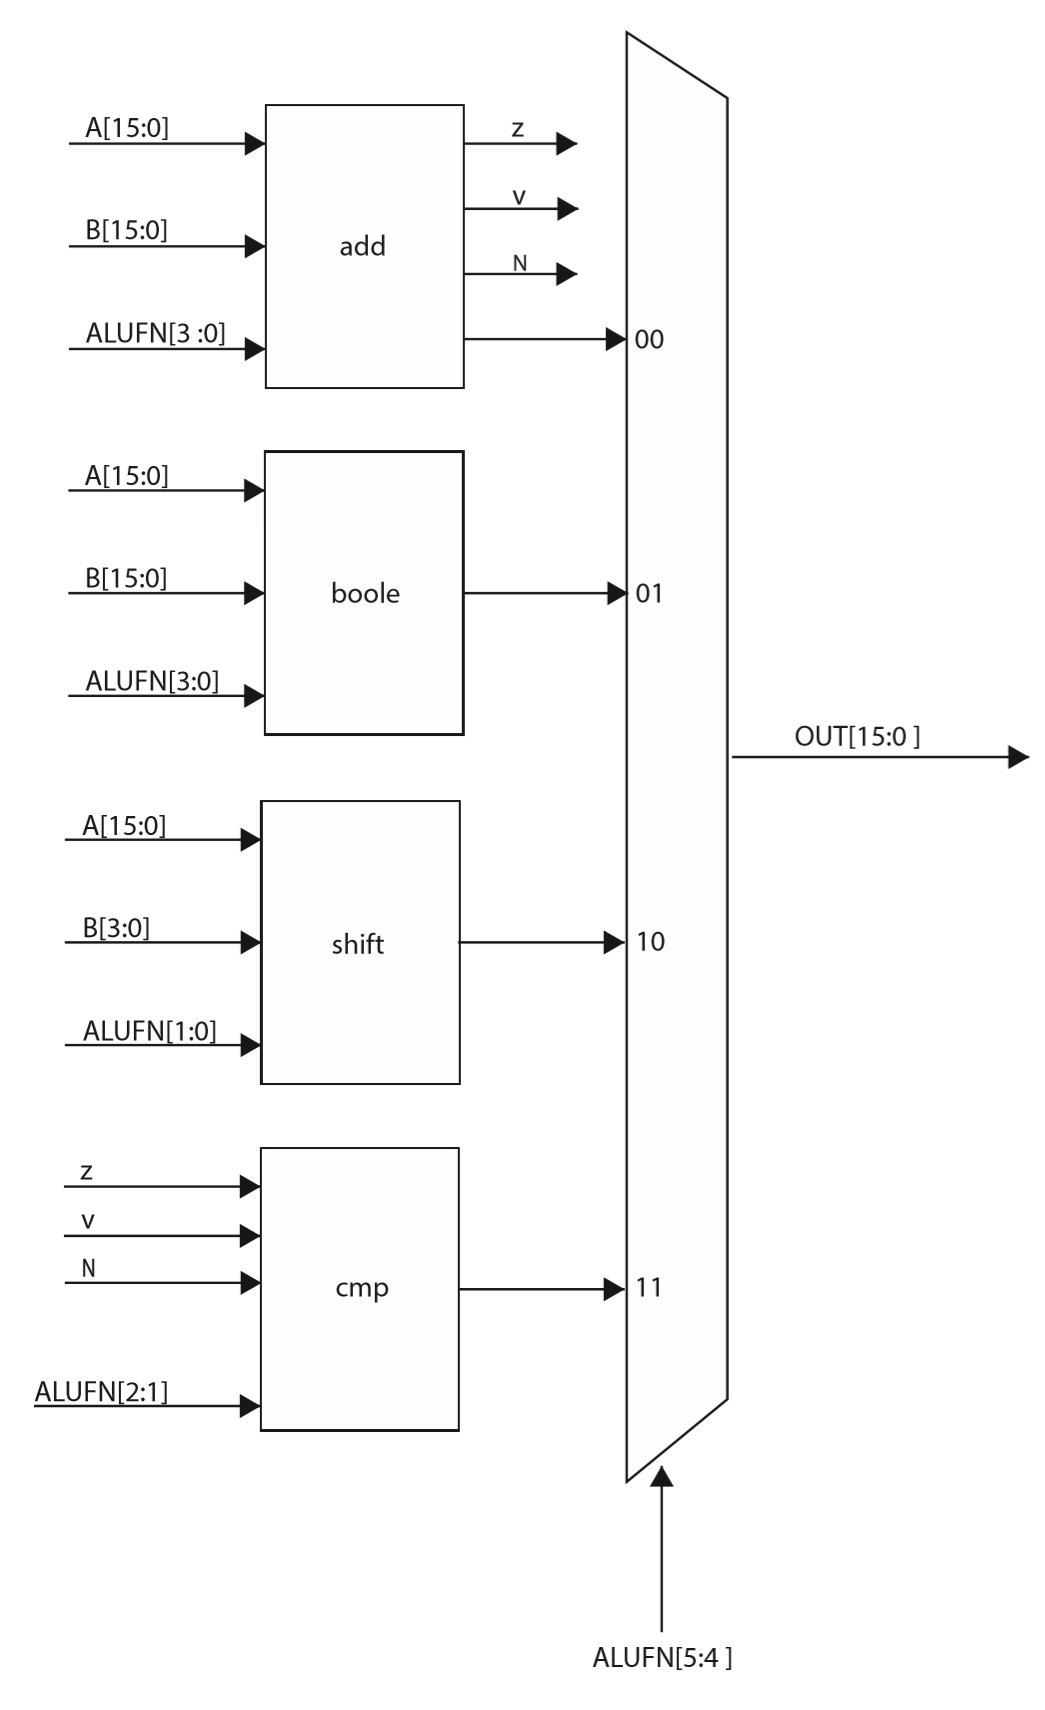 A[15:0]
B[15:0]
ALUFN[3 :0]
add
z
v
N
00
A[15:0]
B[15:0]
ALUFN[3:0]
boole
01
OUT[15:0 ]
A[15:0]
B[3:0]
ALUFN[1:0]
shift
10
z
v
N
ALUFN[2:1]
cmp
11
ALUFN[5:4 ]